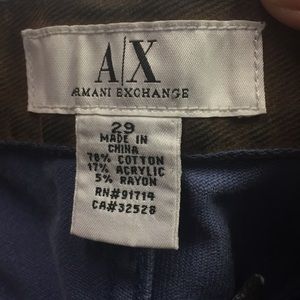 A|X
ARMANI EXCHANGE
29
MADE IN
CHINA
78% COTTON
17% ACRYLIC
5% RAYON
RN#91714
CA#32528